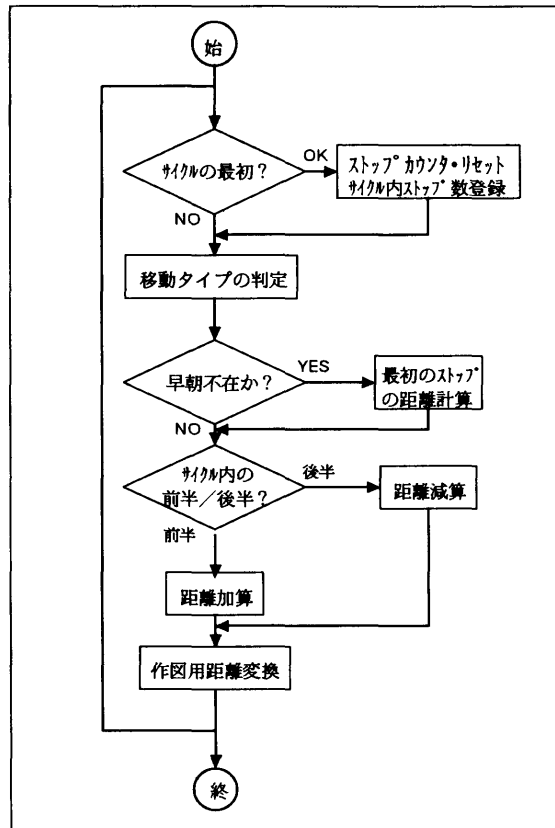 始
ｻｲｸﾙの最初？
OK
ストップカウンタ・リセット
ｻｲｸﾙ内ｽﾄｯﾌﾟ数登録
NO
移動タイプの判定
早朝不在か？
YES
最初のｽﾄｯﾌﾟ
の距離計算
NO
ｻｲｸﾙ内の
前半／後半？
後半
距離減算
前半
距離加算
作図用距離変換
終